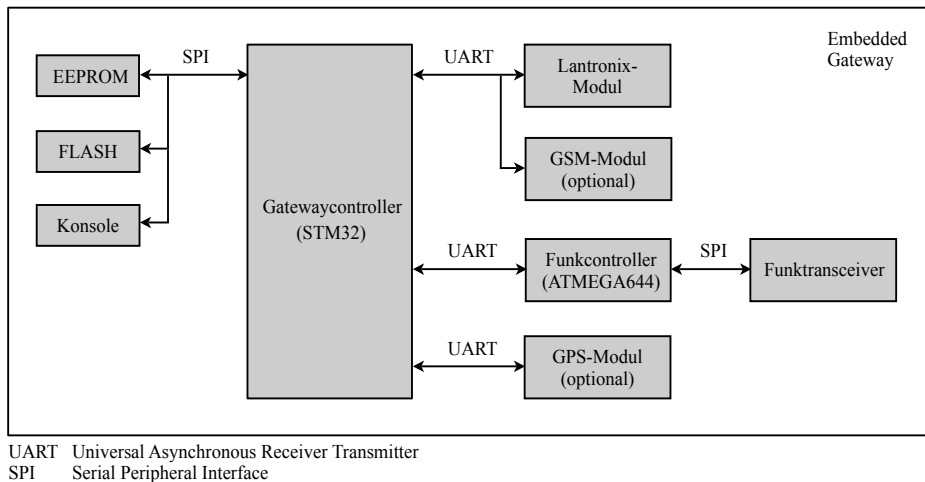 Embedded
Gateway
SPI
EEPROM
FLASH
Konsole
Gatewaycontroller
(STM32)
UART
Lantronix-
Modul
GSM-Modul
(optional)
UART
Funkcontroller
(ATMEGA644)
SPI
Funktransceiver
UART
GPS-Modul
(optional)
UART Universal Asynchronous Receiver Transmitter
SPI Serial Peripheral Interface